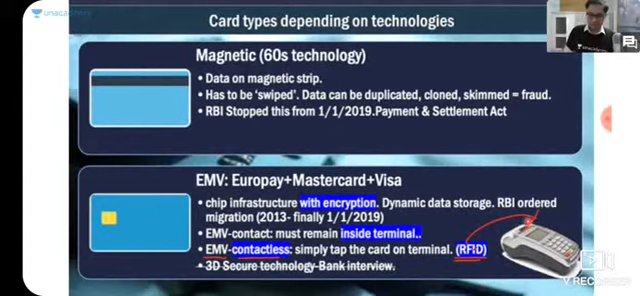 unacademy
Card types depending on technologies
Magnetic (60s technology)
• Data on magnetic strip.
• Has to be ‘swiped’. Data can be duplicated, cloned, skimmed = fraud.
• RBI Stopped this from 1/1/2019.Payment & Settlement Act
EMV: Europay+Mastercard+Visa
• chip infrastructure with encryption. Dynamic data storage. RBI ordered
migration (2013- finally 1/1/2019)
• EMV-contact: must remain inside terminal..
• EMV-contactless: simply tap the card on terminal. (RFID)
• 3D Secure technology-Bank interview.
V RECORDER